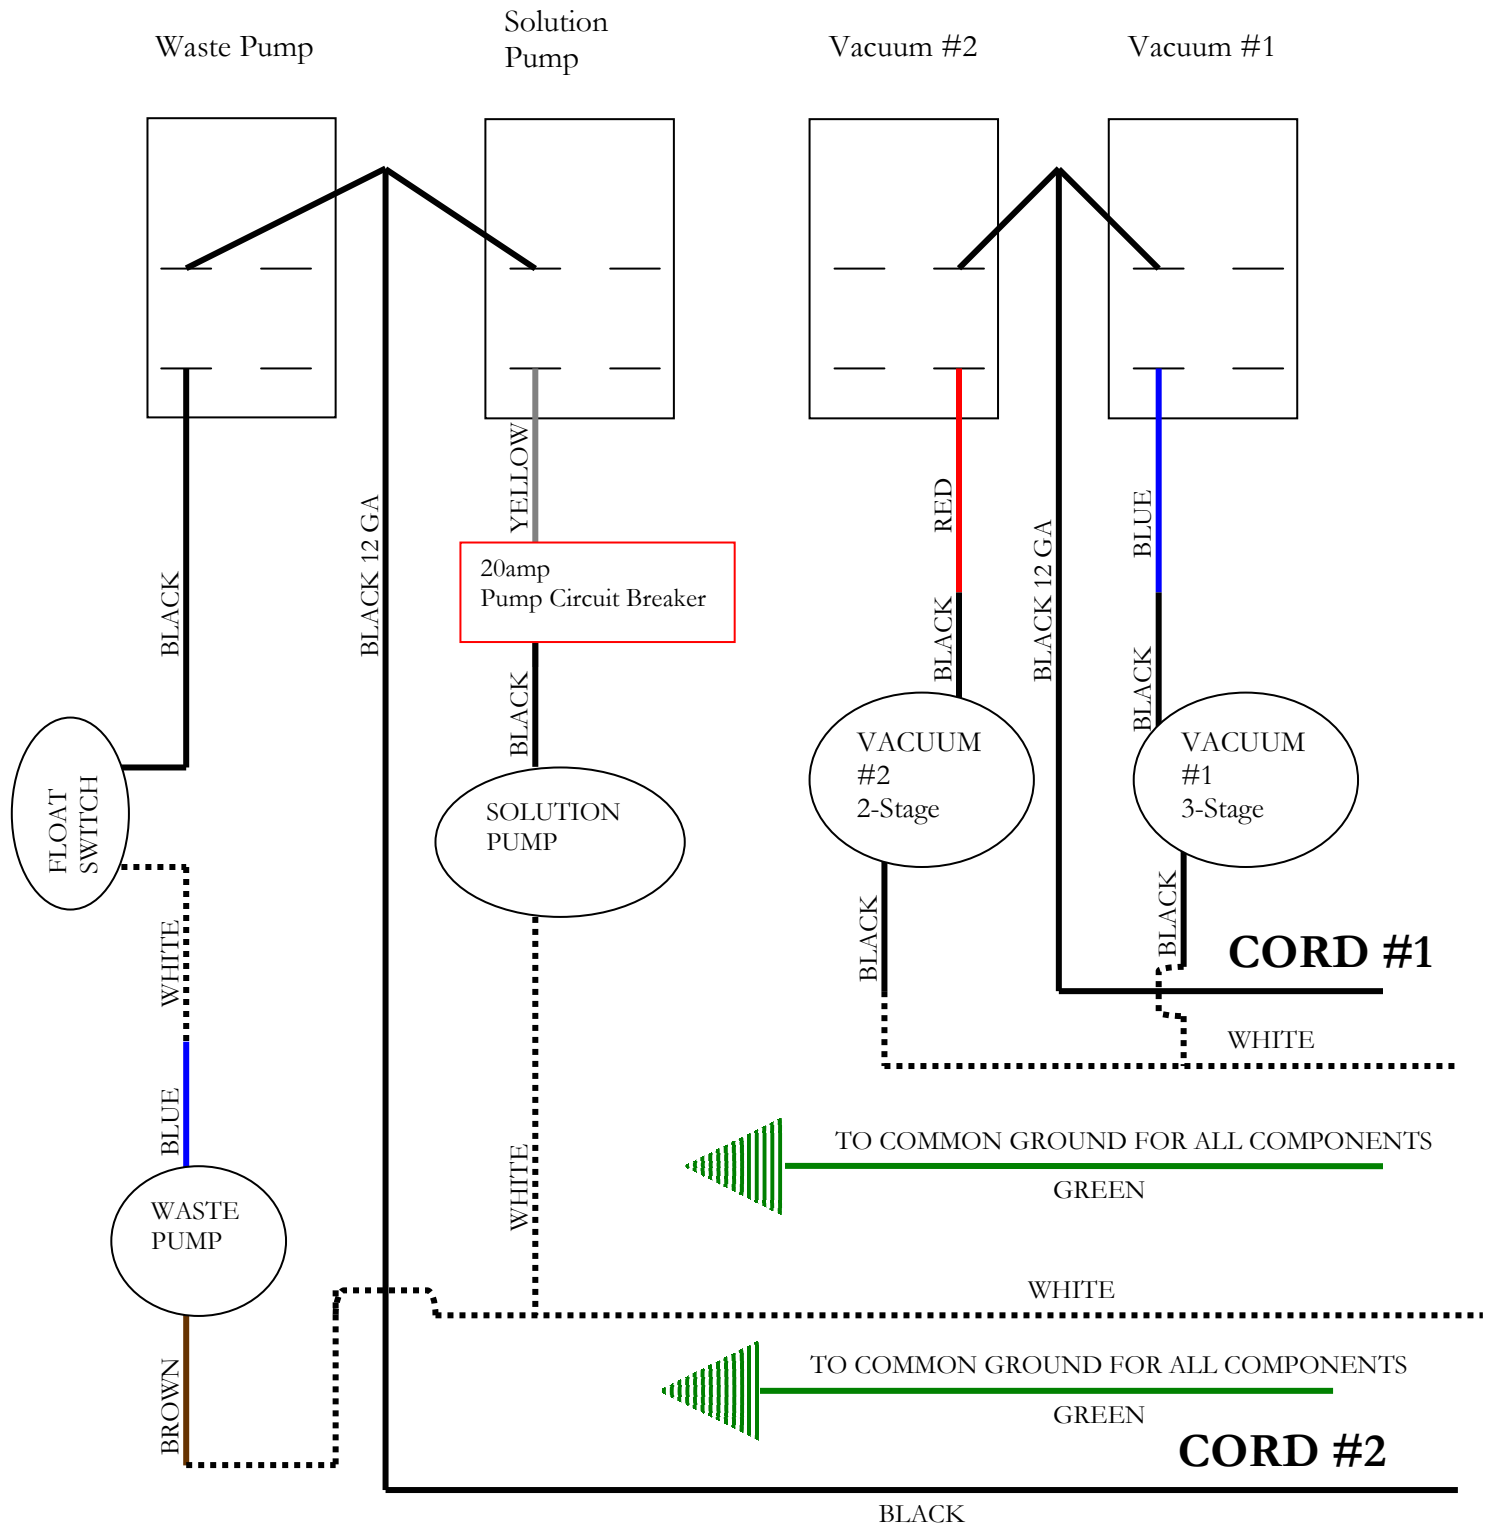 Waste Pump
Solution
Pump
Vacuum #2
Vacuum #1
YELLOW
RED
BLUE
BLACK 12 GA
BLACK 12 GA
20amp
Pump Circuit Breaker
BLACK
BLACK
BLACK
BLACK
FLOAT
SWITCH
SOLUTION
PUMP
VACUUM
#2
2-Stage
VACUUM
#1
3-Stage
WHITE
BLACK
BLACK
CORD #1
WHITE
BLUE
TO COMMON GROUND FOR ALL COMPONENTS
GREEN
WHITE
WASTE
PUMP
WHITE
BROWN
TO COMMON GROUND FOR ALL COMPONENTS
GREEN
CORD #2
BLACK